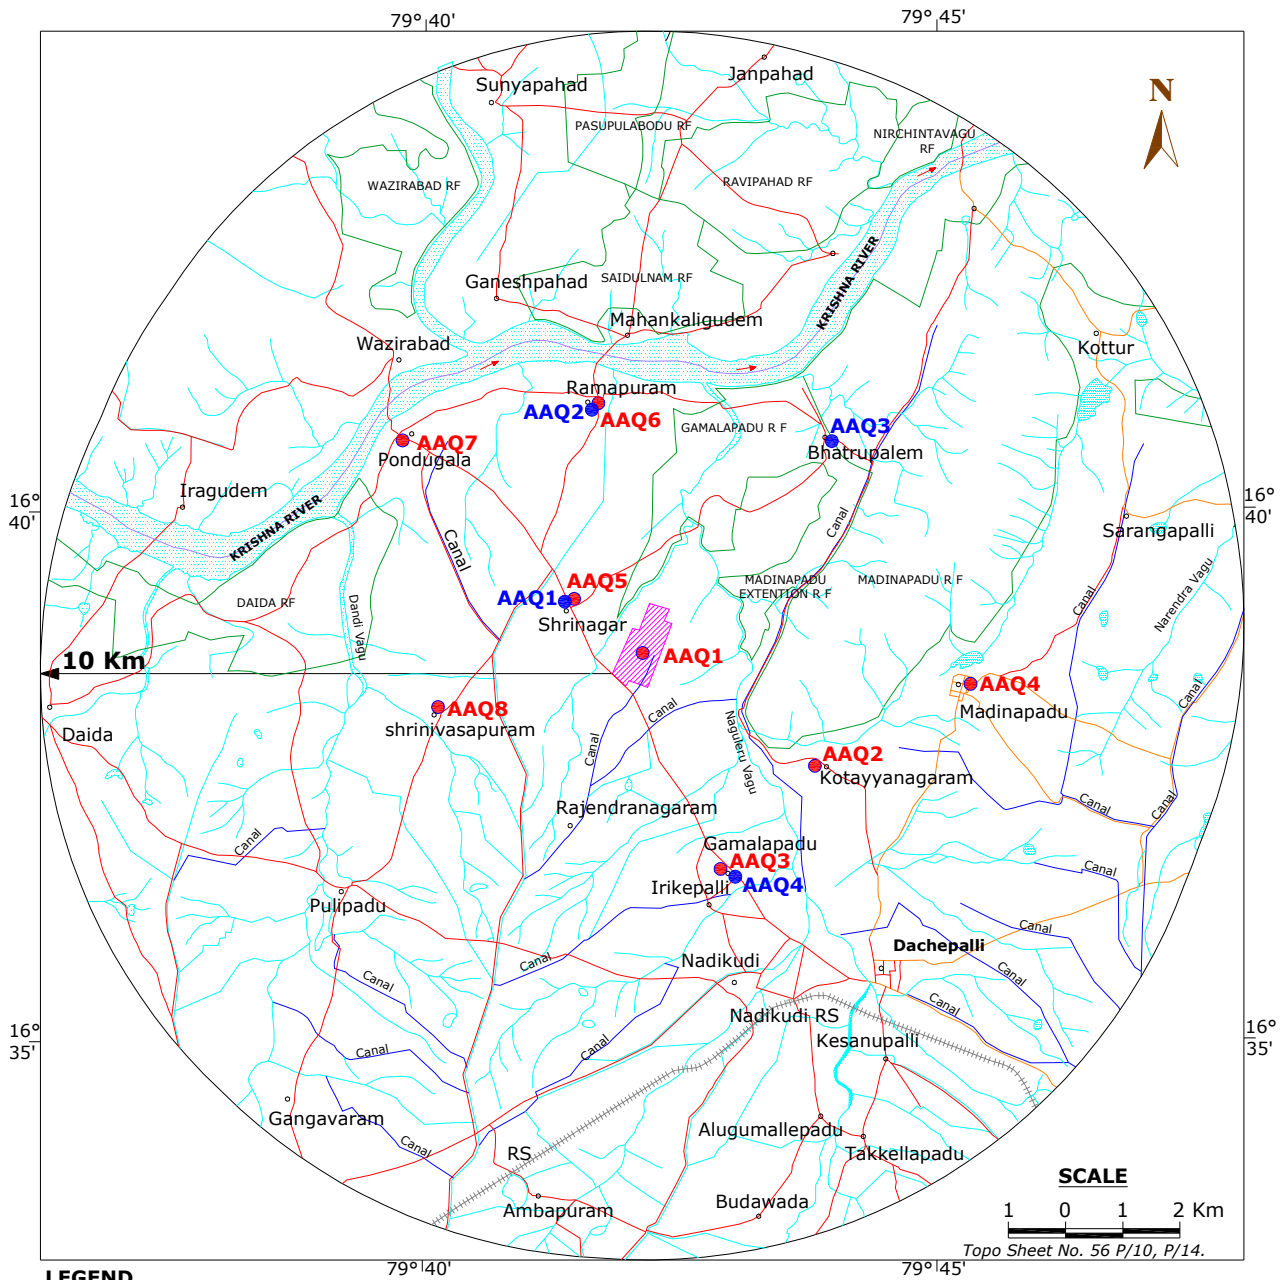 79° 40'
79° 45'
Sunyapahad
Janpahad
N
PASUPULABODU RF
NIRCHINTAVAGU
RF
WAZIRABAD RF
RAVIPAHAD RF
KRISHNA RIVER
Ganeshpahad
SAIDULNAM RF
Mahankaligudem
Wazirabad
Kottur
Ramapuram
AAQ2
AAQ6
GAMALAPADU R F
AAQ3
AAQ7
Bhatrupalem
Pondugala
Iragudem
16°
40'
16°
40'
KRISHNA RIVER
Canal
Canal
Sarangapalli
AAQ5
AAQ1
Shrinagar
MADINAPADU
EXTENTION R F
MADINAPADU R F
Narendra Vagu
Canal
DAIDA RF
Dandi Vagu
10 Km
AAQ1
AAQ4
Madinapadu
AAQ8
shrinivasapuram
Canal
Canal
Canal
Naguleru Vagu
Daida
AAQ2
Kotayyanagaram
Rajendranagaram
Canal
Canal
Canal
Gamalapadu
AAQ3
AAQ4
Irikepalli
Canal
Pulipadu
Canal
Dachepalli
Canal
Nadikudi
Canal
Canal
Canal
Nadikudi RS
Kesanupalli
16°
35'
16°
35'
Canal
Canal
Gangavaram
Alugumallepadu
Takkellapadu
Canal
RS
Ambapuram
Budawada
SCALE
1 0 1 2 Km
Topo Sheet No. 56 P/10, P/14.
79° 40'
79° 45'
LEGEND